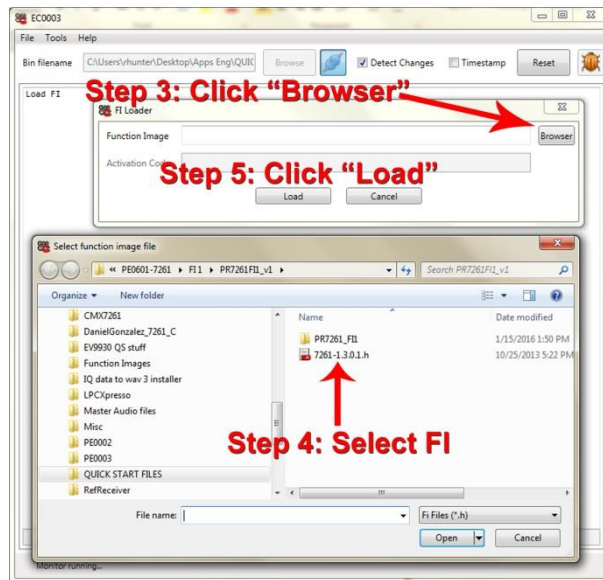 EC0003
File Tools Help
Bin filename C:\Users\rhunter\Desktop\Apps Eng\QUIC Browse Detect Changes Timestamp Reset
Load FI
Step 3: Click “Browser”
FI Loader
Function Image Browser
Activation Code
Step 5: Click “Load”
Load Cancel
Select function image file
« PE0601-7261 FI 1 PR7261FI1_v1 Search PR7261FI1_v1
Organize New folder
Name Date modified
CMX7261
DanielGonzalez_7261_C
EV9930 QS stuff
Function Images
IQ data to wav 3 installer
LPCXpresso
Master Audio files
Misc
PE0002
PE0003
QUICK START FILES
RefReceiver
PR7261_FI1 1/15/2016 1:50 PM
7261-1.3.0.1.h 10/25/2013 5:22 PM
Step 4: Select FI
File name: Fi Files (*.h)
Open Cancel
Monitor running...